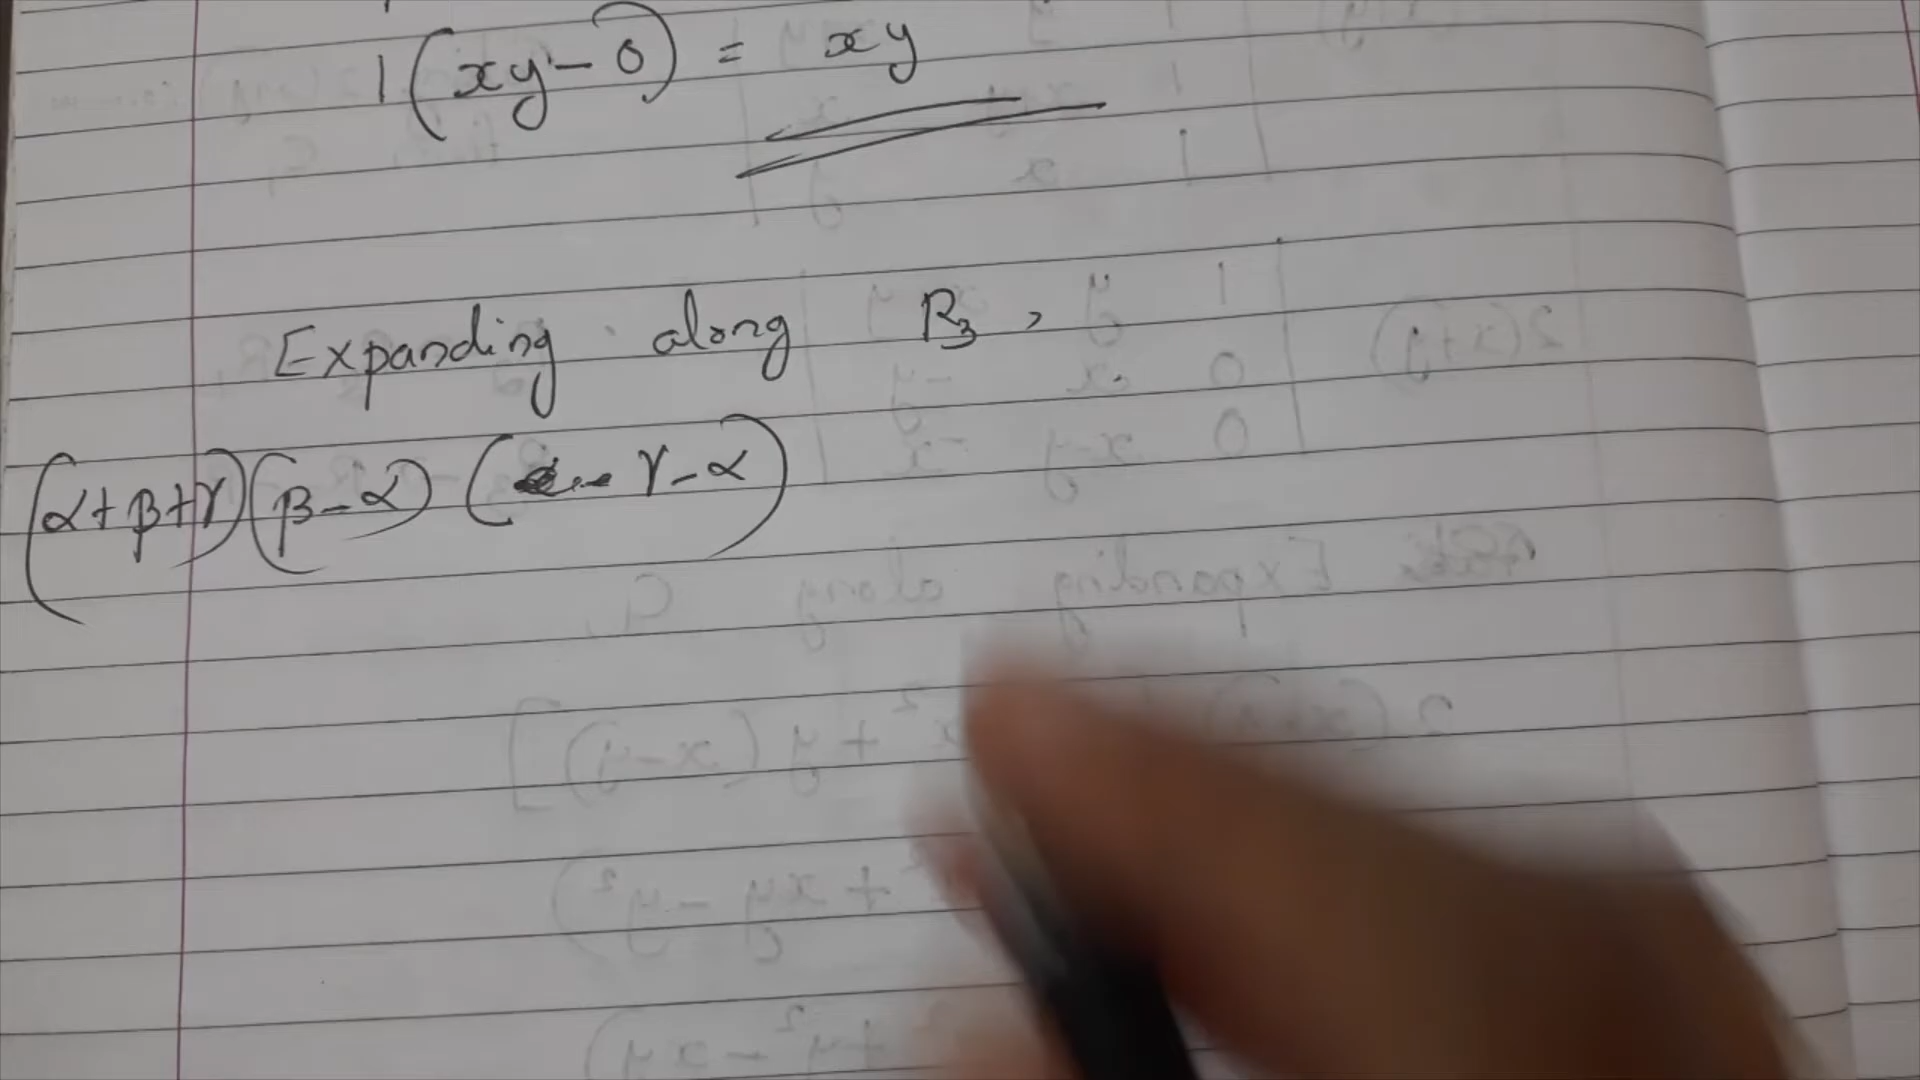 1(xy-0) = xy
Expanding along R₃,
(α+β+γ)(β-α)(γ-α)